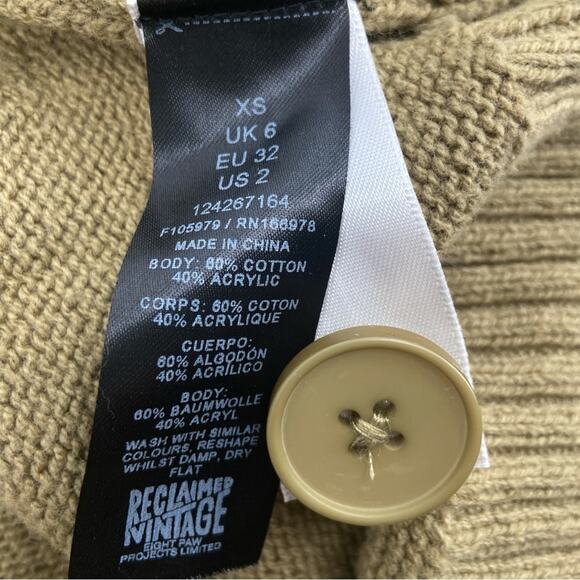 XS
UK 6
EU 32
US 2
124267164
F105979 / RN166978
MADE IN CHINA
BODY: 60% COTTON
40% ACRYLIC
CORPS: 60% COTON
40% ACRYLIQUE
CUERPO:
60% ALGODÓN
40% ACRÍLICO
BODY:
60% BAUMWOLLE
40% ACRYL
WASH WITH SIMILAR
COLOURS, RESHAPE
WHILST DAMP, DRY
FLAT
RECLAIMED
VINTAGE
EIGHT PAW
PROJECTS LIMITED